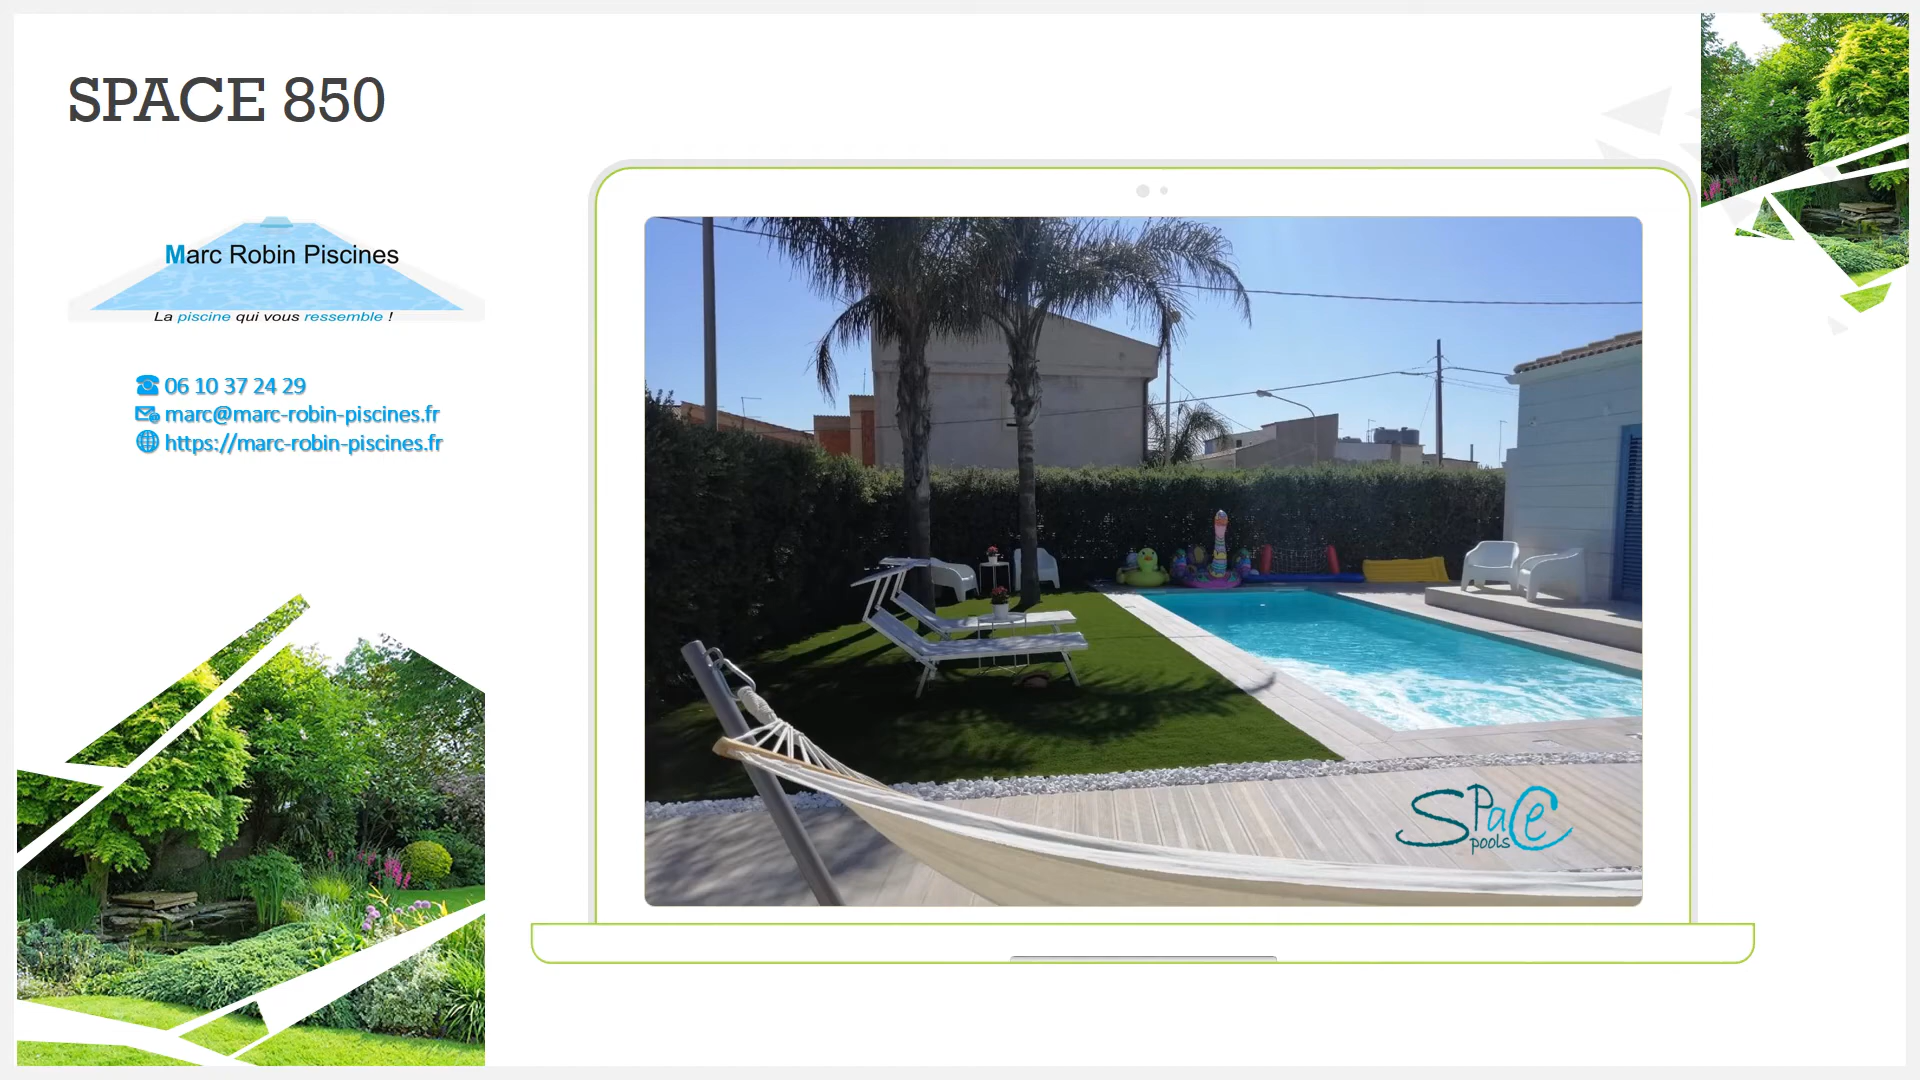 SPACE 850
Marc Robin Piscines
La piscine qui vous ressemble !
06 10 37 24 29
marc@marc-robin-piscines.fr
https://marc-robin-piscines.fr
SPaCe
pools